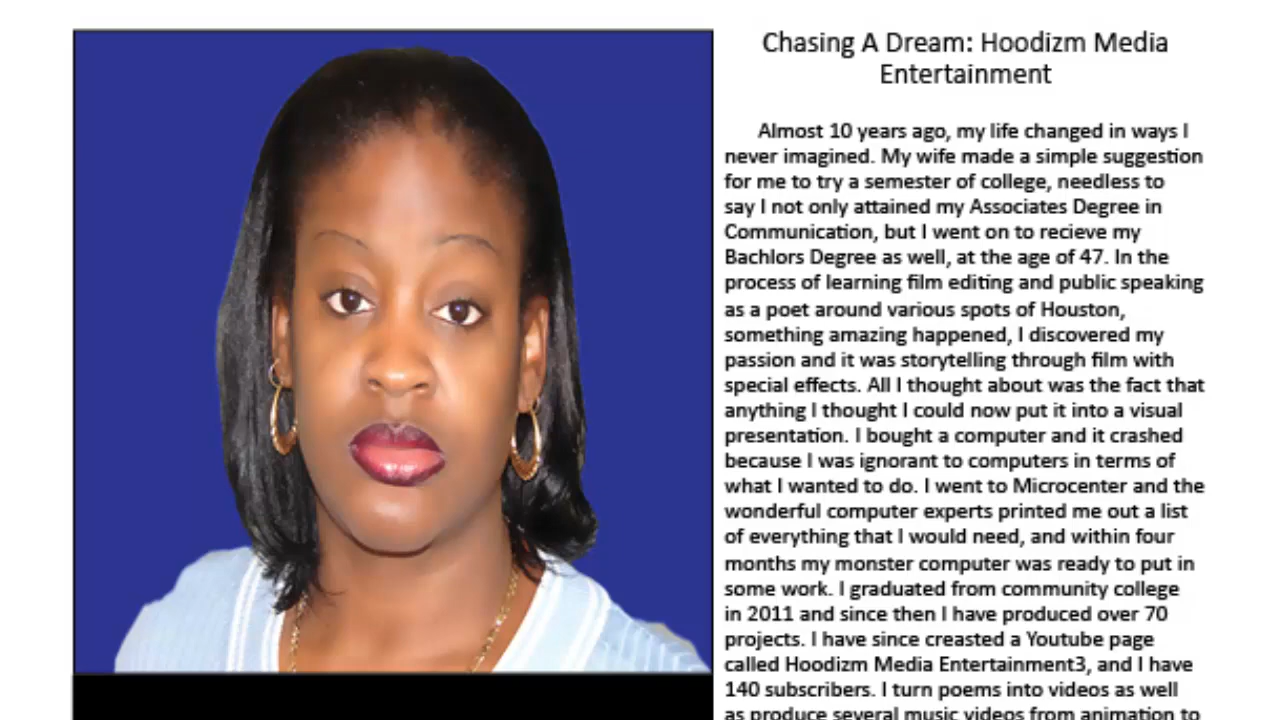 Chasing A Dream: Hoodizm Media
Entertainment
Almost 10 years ago, my life changed in ways I
never imagined. My wife made a simple suggestion
for me to try a semester of college, needless to
say I not only attained my Associates Degree in
Communication, but I went on to recieve my
Bachlors Degree as well, at the age of 47. In the
process of learning film editing and public speaking
as a poet around various spots of Houston,
something amazing happened, I discovered my
passion and it was storytelling through film with
special effects. All I thought about was the fact that
anything I thought I could now put it into a visual
presentation. I bought a computer and it crashed
because I was ignorant to computers in terms of
what I wanted to do. I went to Microcenter and the
wonderful computer experts printed me out a list
of everything that I would need, and within four
months my monster computer was ready to put in
some work. I graduated from community college
in 2011 and since then I have produced over 70
projects. I have since creasted a Youtube page
called Hoodizm Media Entertainment3, and I have
140 subscribers. I turn poems into videos as well
as produce several music videos from animation to